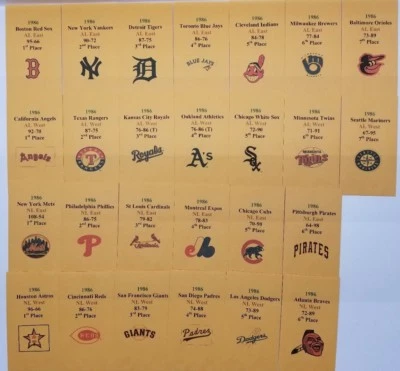 1986
Boston Red Sox
AL East
95-66
1st Place
B
1986
New York Yankees
AL East
90-72
2nd Place
NY
1986
Detroit Tigers
AL East
87-75
3rd Place
D
1986
Toronto Blue Jays
AL East
86-76
4th Place
BLUE JAYS
1986
Cleveland Indians
AL East
84-78
5th Place
1986
Milwaukee Brewers
AL East
77-84
6th Place
1986
Baltimore Orioles
AL East
73-89
7th Place
1986
California Angels
AL West
92-70
1st Place
Angels
1986
Texas Rangers
AL West
87-75
2nd Place
T
1986
Kansas City Royals
AL West
76-86 (T)
3rd Place
Royals
1986
Oakland Athletics
AL West
76-86 (T)
4th Place
A's
1986
Chicago White Sox
AL West
72-90
5th Place
Sox
1986
Minnesota Twins
AL West
71-91
6th Place
Twins
1986
Seattle Mariners
AL West
67-95
7th Place
1986
New York Mets
NL East
108-54
1st Place
Mets
1986
Philadelphia Phillies
NL East
86-75
2nd Place
P
1986
St Louis Cardinals
NL East
79-82
3rd Place
Cardinals
1986
Montreal Expos
NL East
78-83
4th Place
1986
Chicago Cubs
NL East
70-90
5th Place
1986
Pittsburgh Pirates
NL East
64-98
6th Place
PIRATES
1986
Houston Astros
NL West
96-66
1st Place
1986
Cincinnati Reds
NL West
86-76
2nd Place
REDS
1986
San Francisco Giants
NL West
83-79
3rd Place
GIANTS
1986
San Diego Padres
NL West
74-88
4th Place
Padres
1986
Los Angeles Dodgers
NL West
73-89
5th Place
Dodgers
1986
Atlanta Braves
NL West
72-89
6th Place